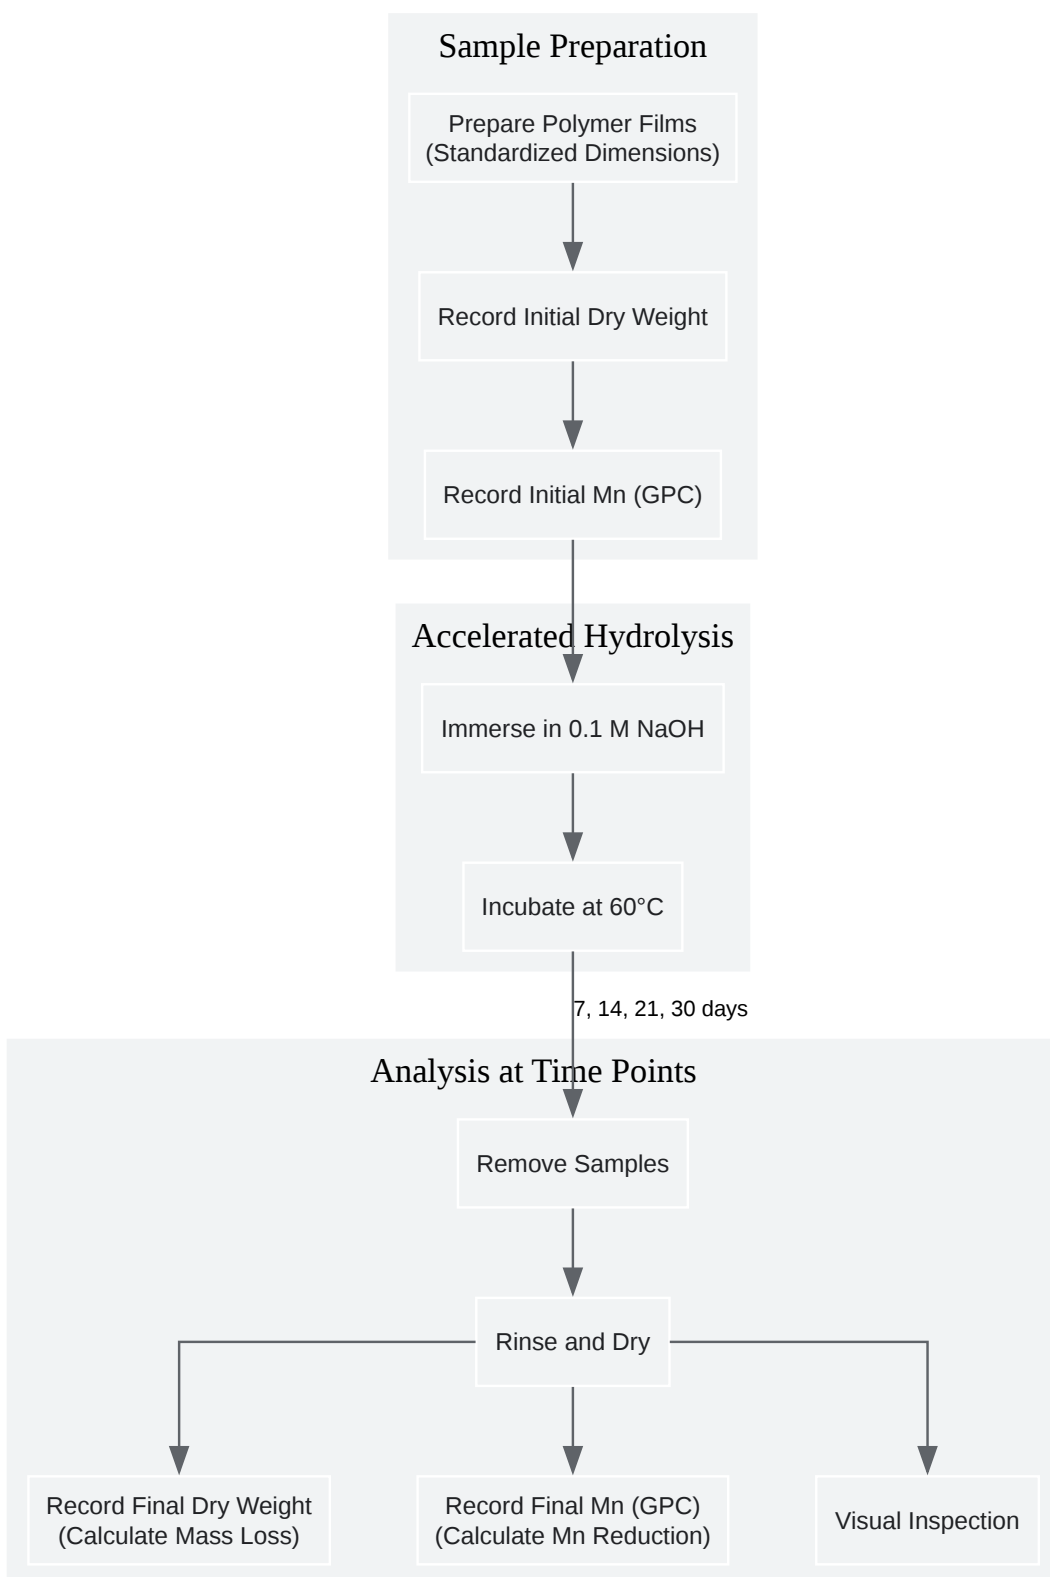 Sample Preparation
Prepare Polymer Films
(Standardized Dimensions)
Record Initial Dry Weight
Record Initial Mn (GPC)
Accelerated Hydrolysis
Immerse in 0.1 M NaOH
Incubate at 60°C
7, 14, 21, 30 days
Analysis at Time Points
Remove Samples
Rinse and Dry
Record Final Dry Weight
(Calculate Mass Loss)
Record Final Mn (GPC)
(Calculate Mn Reduction)
Visual Inspection